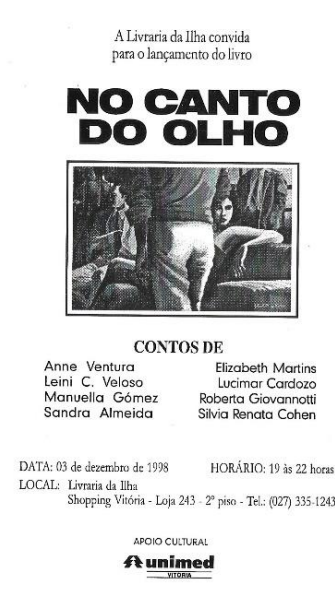 A Livraria da Ilha convida
para o lançamento do livro
NO CANTO
DO OLHO
CONTOS DE
Anne Ventura
Leini C. Veloso
Manuella Gómez
Sandra Almeida
Elizabeth Martins
Lucimar Cardozo
Roberta Giovannotti
Silvia Renata Cohen
DATA: 03 de dezembro de 1998 HORÁRIO: 19 às 22 horas
LOCAL: Livraria da Ilha
Shopping Vitória - Loja 243 - 2º piso - Tel.: (027) 335-1243
APOIO CULTURAL
unimed
VITÓRIA